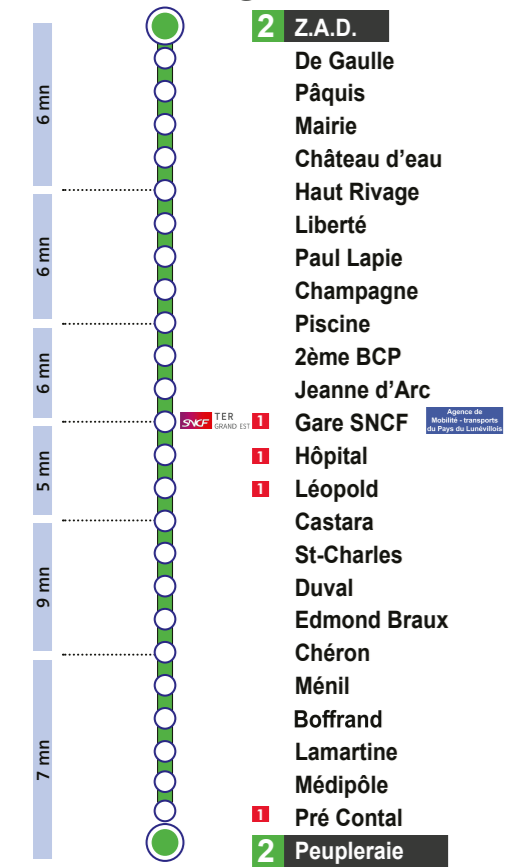 2 Z.A.D.
De Gaulle
Pâquis
6 mn
Mairie
Château d’eau
Haut Rivage
Liberté
6 mn
Paul Lapie
Champagne
Piscine
2ème BCP
6 mn
Jeanne d’Arc
SNCF TER GRAND EST 1 Gare SNCF
Agence de
Mobilité - transports
du Pays du Lunévillois
1 Hôpital
5 mn
1 Léopold
Castara
St-Charles
9 mn
Duval
Edmond Braux
Chéron
Ménil
Boffrand
Lamartine
7 mn
Médipôle
1 Pré Contal
2 Peupleraie